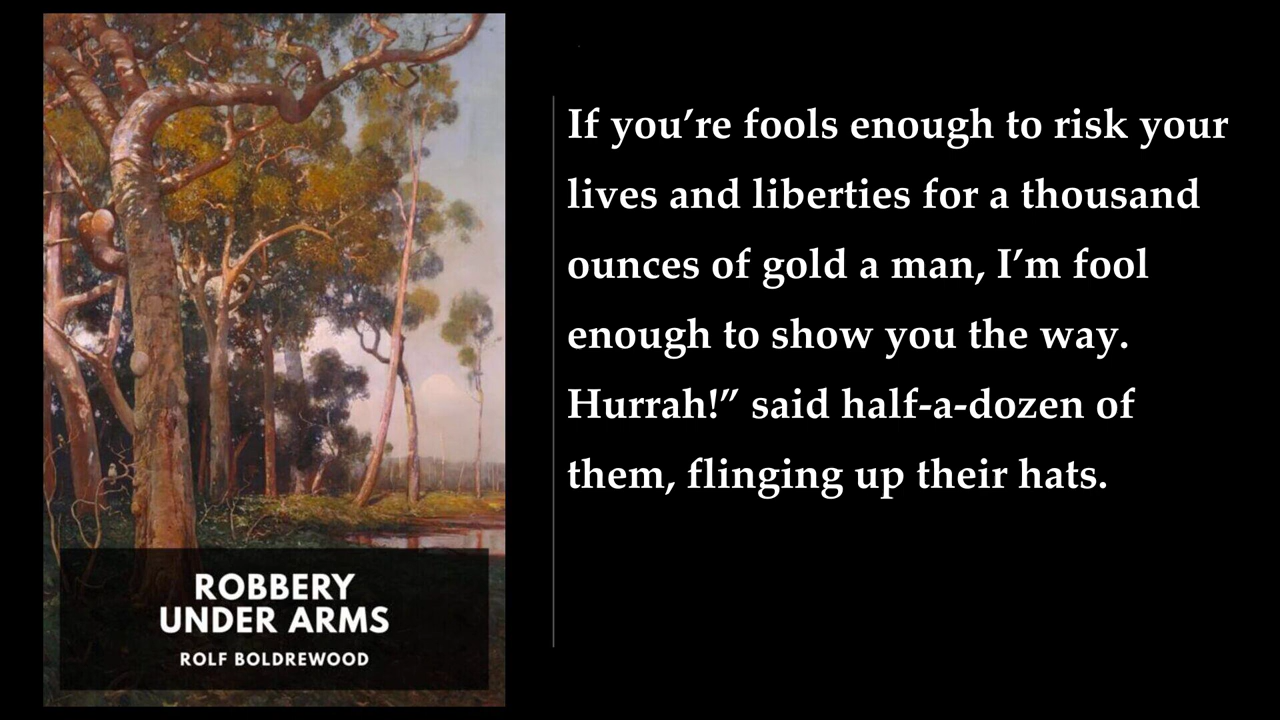 If you’re fools enough to risk your
lives and liberties for a thousand
ounces of gold a man, I’m fool
enough to show you the way.
Hurrah!” said half-a-dozen of
them, flinging up their hats.
ROBBERY
UNDER ARMS
ROLF BOLDREWOOD